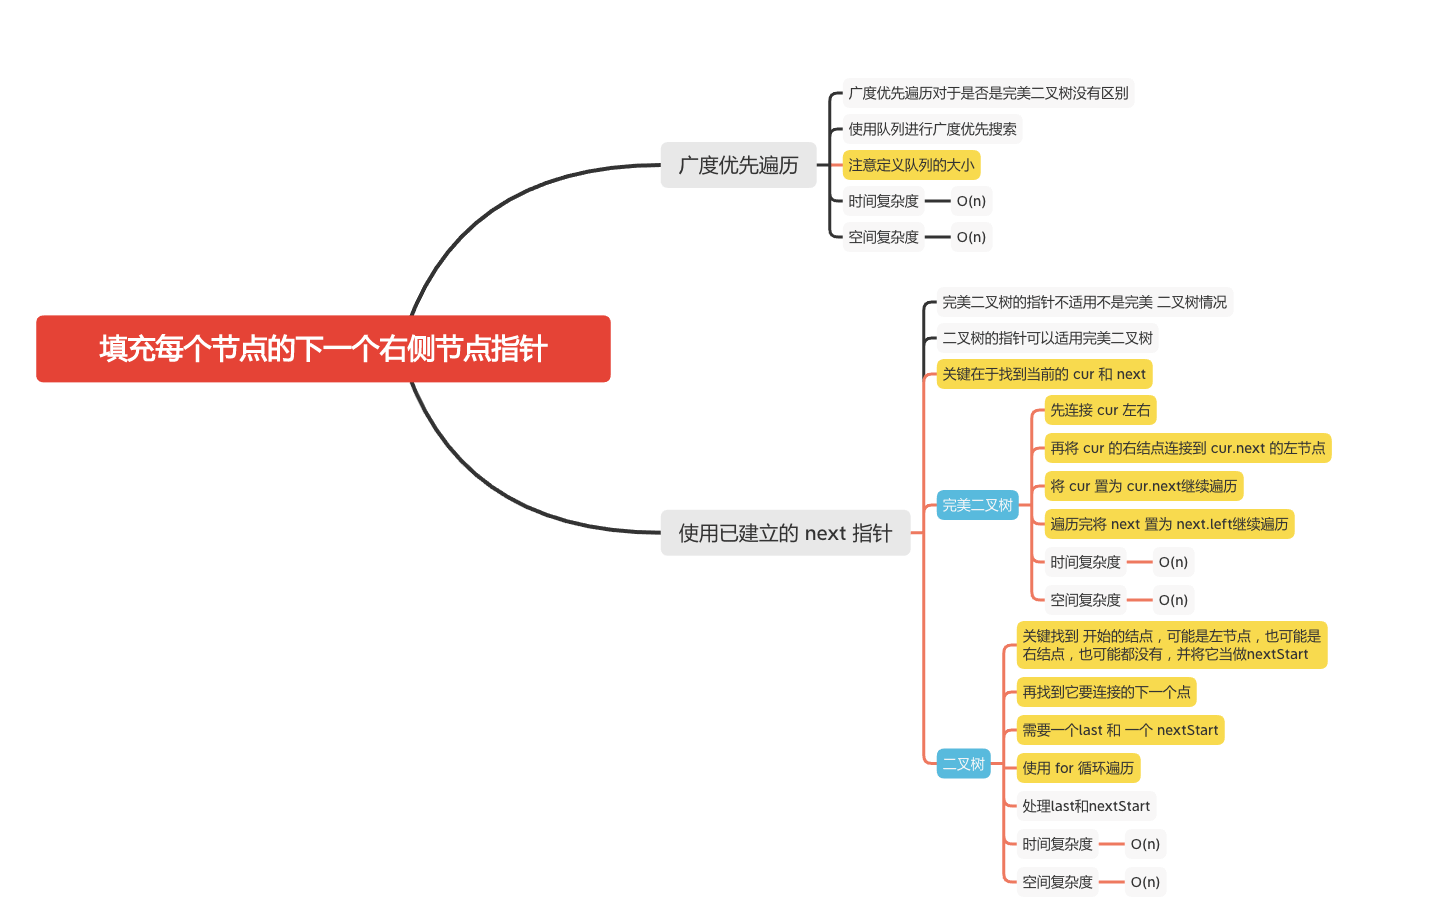 填充每个节点的下一个右侧节点指针
广度优先遍历
广度优先遍历对于是否是完美二叉树没有区别
使用队列进行广度优先搜索
注意定义队列的大小
时间复杂度
O(n)
空间复杂度
O(n)
使用已建立的 next 指针
完美二叉树的指针不适用不是完美 二叉树情况
二叉树的指针可以适用完美二叉树
关键在于找到当前的 cur 和 next
完美二叉树
先连接 cur 左右
再将 cur 的右结点连接到 cur.next 的左节点
将 cur 置为 cur.next继续遍历
遍历完将 next 置为 next.left继续遍历
时间复杂度
O(n)
空间复杂度
O(n)
二叉树
关键找到 开始的结点，可能是左节点，也可能是
右结点，也可能都没有，并将它当做nextStart
再找到它要连接的下一个点
需要一个last 和 一个 nextStart
使用 for 循环遍历
处理last和nextStart
时间复杂度
O(n)
空间复杂度
O(n)